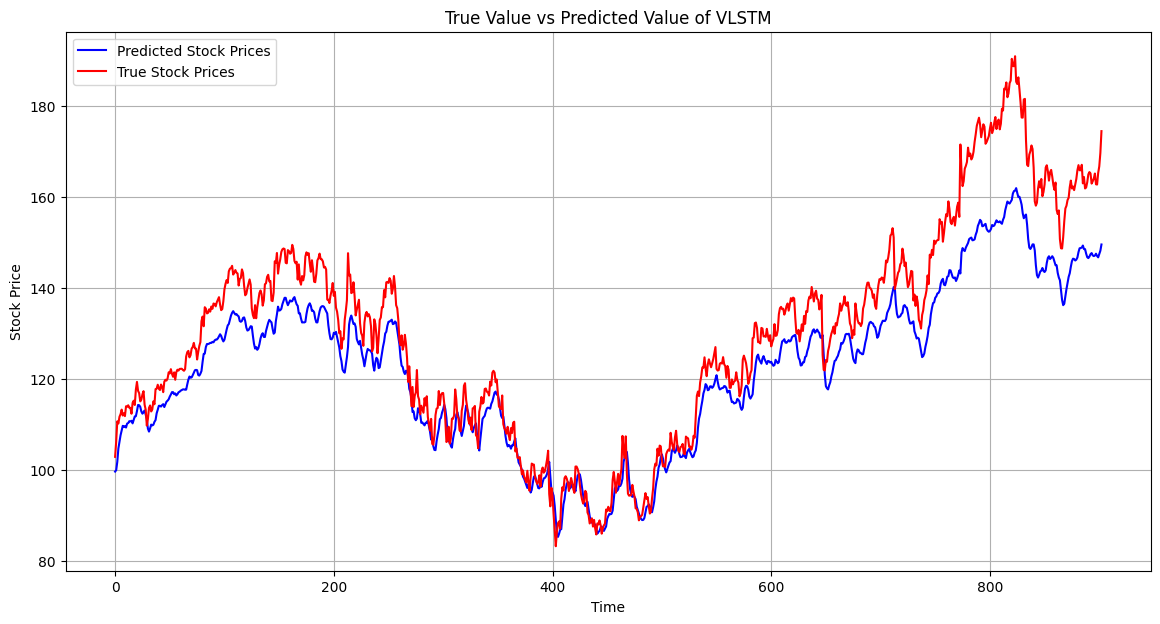 True Value vs Predicted Value of VLSTM
Predicted Stock Prices
True Stock Prices
Stock Price
180
160
140
120
100
80
0 200 400 600 800
Time